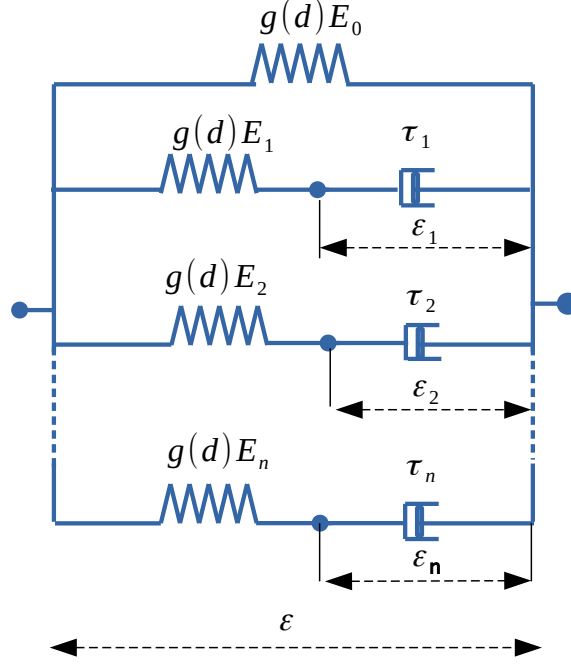 g(d)E₀
g(d)E₁ τ₁
ε₁
g(d)E₂ τ₂
ε₂
g(d)Eₙ τₙ
εₙ
ε